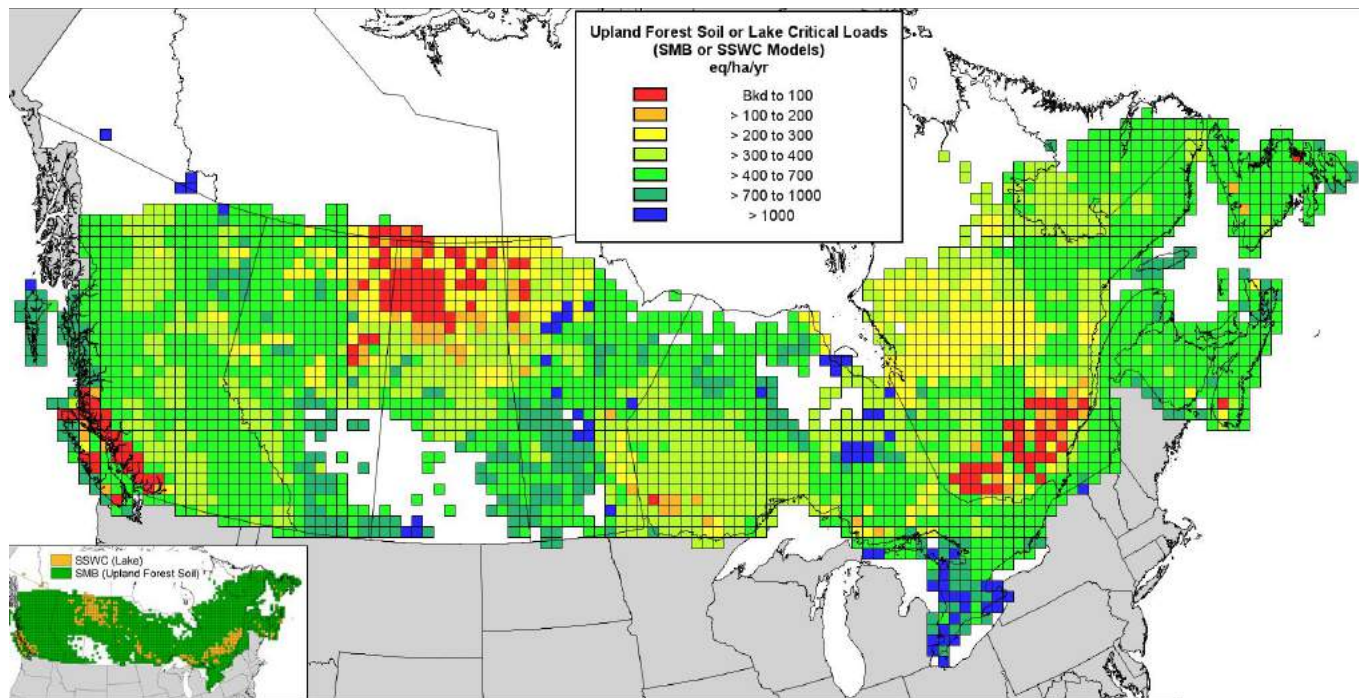 Upland Forest Soil or Lake Critical Loads
(SMB or SSWC Models)
eq/ha/yr
Bkd to 100
> 100 to 200
> 200 to 300
> 300 to 400
> 400 to 700
> 700 to 1000
> 1000
SSWC (Lake)
SMB (Upland Forest Soil)